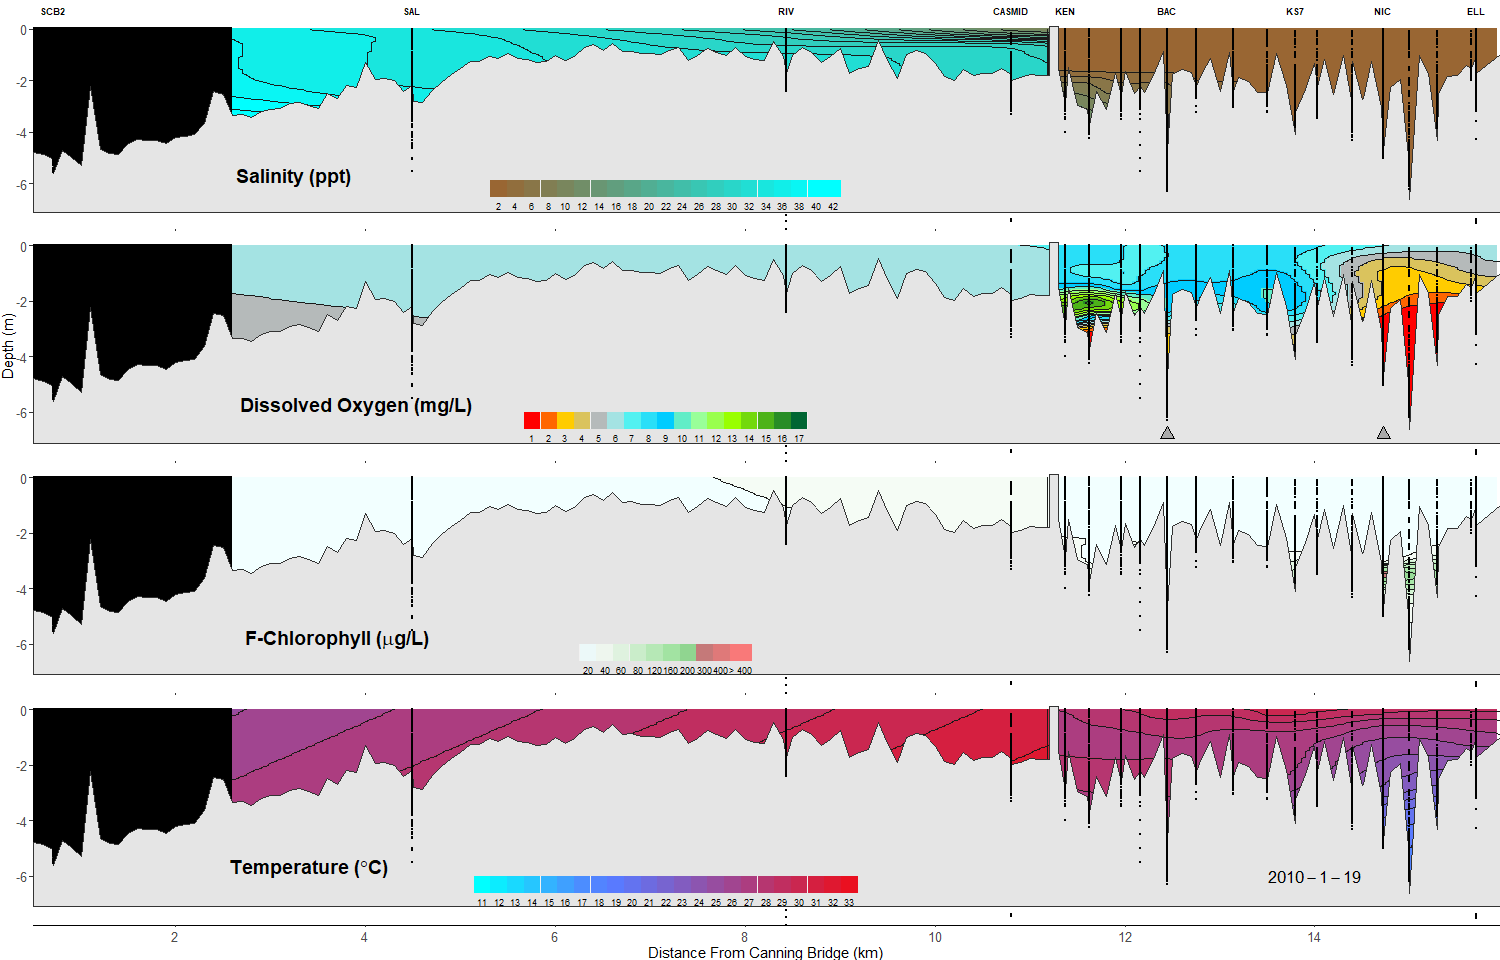 SCB2 SAL RIV CASMID KEN BAC KS7 NIC ELL
0
-2
-4
-6
Salinity (ppt)
2 4 6 8 10 12 14 16 18 20 22 24 26 28 30 32 34 36 38 40 42
0
-2
-4
-6
Depth (m)
Dissolved Oxygen (mg/L)
1 2 3 4 5 6 7 8 9 10 11 12 13 14 15 16 17
0
-2
-4
-6
F-Chlorophyll (µg/L)
20 40 60 80 120 160 200 300 400 > 400
0
-2
-4
-6
Temperature (°C)
2010 – 1 – 19
11 12 13 14 15 16 17 18 19 20 21 22 23 24 25 26 27 28 29 30 31 32 33
2 4 6 8 10 12 14
Distance From Canning Bridge (km)